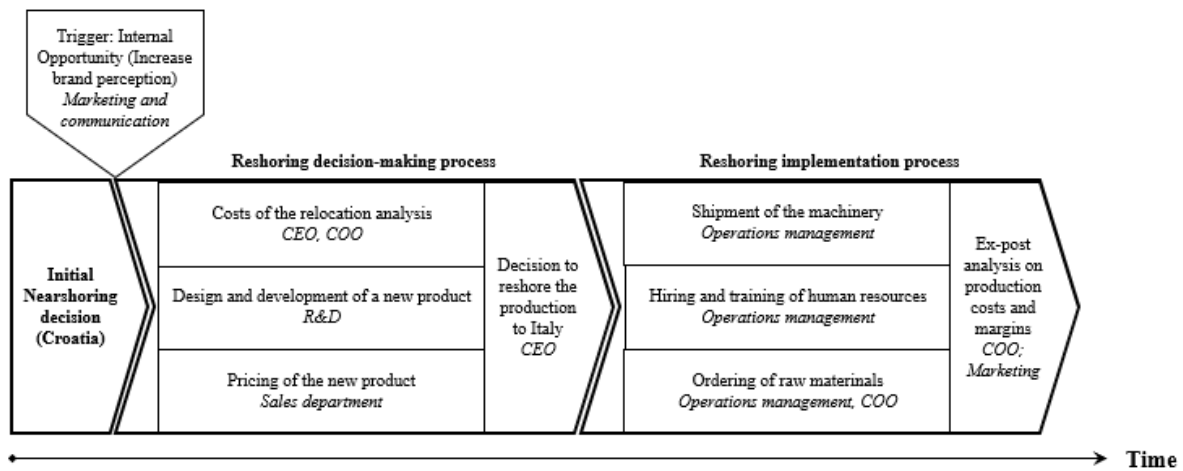 Trigger: Internal
Opportunity (Increase
brand perception)
Marketing and
communication
Reshoring decision-making process
Reshoring implementation process
Initial
Nearshoring
decision
(Croatia)
Costs of the relocation analysis
CEO, COO
Design and development of a new product
R&D
Pricing of the new product
Sales department
Decision to
reshore the
production
to Italy
CEO
Shipment of the machinery
Operations management
Hiring and training of human resources
Operations management
Ordering of raw materinals
Operations management, COO
Ex-post
analysis on
production
costs and
margins
COO;
Marketing
Time